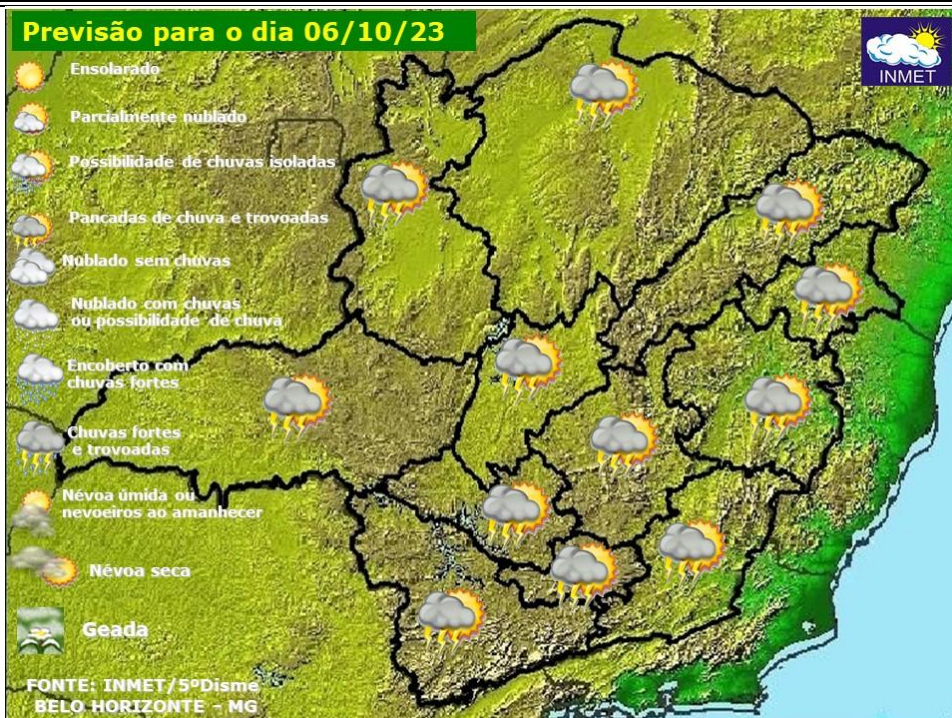 Previsão para o dia 06/10/23
INMET
Ensolarado
Parcialmente nublado
Possibilidade de chuvas isoladas
Pancadas de chuva e trovoadas
Nublado sem chuvas
Nublado com chuvas
ou possibilidade de chuva
Encoberto com
chuvas fortes
Chuvas fortes
e trovoadas
Névoa úmida ou
nevoeiros ao amanhecer
Névoa seca
Geada
FONTE: INMET/5ºDisme
BELO HORIZONTE - MG